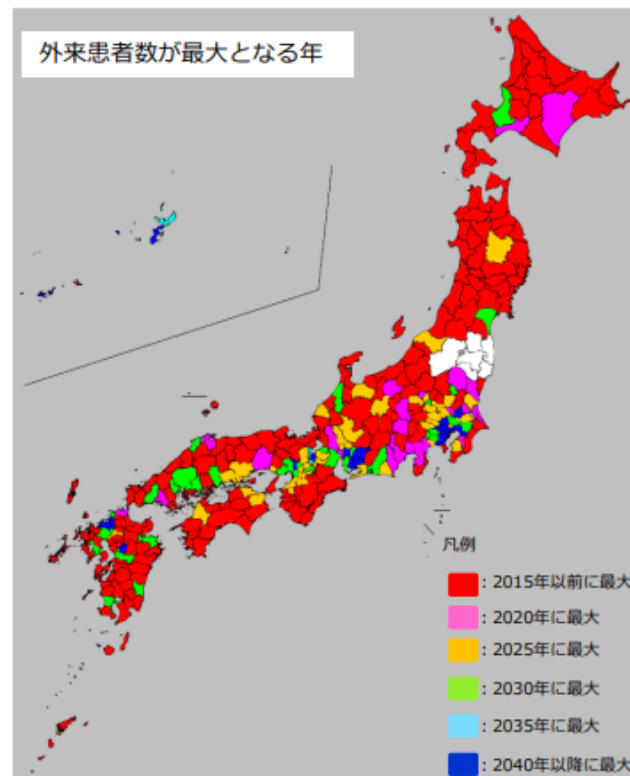 外来患者数が最大となる年
凡例
：2015年以前に最大
：2020年に最大
：2025年に最大
：2030年に最大
：2035年に最大
：2040年以降に最大